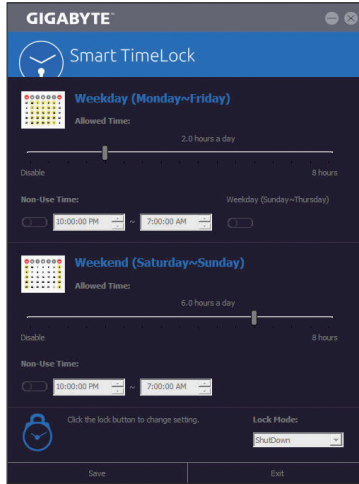 GIGABYTE™
Smart TimeLock
Weekday (Monday~Friday)
Allowed Time:
2.0 hours a day
Disable
8 hours
Non-Use Time:
Weekday (Sunday~Thursday)
10:00:00 PM ~ 7:00:00 AM
Weekend (Saturday~Sunday)
Allowed Time:
6.0 hours a day
Disable
8 hours
Non-Use Time:
10:00:00 PM ~ 7:00:00 AM
Click the lock button to change setting.
Lock Mode:
ShutDown
Save
Exit